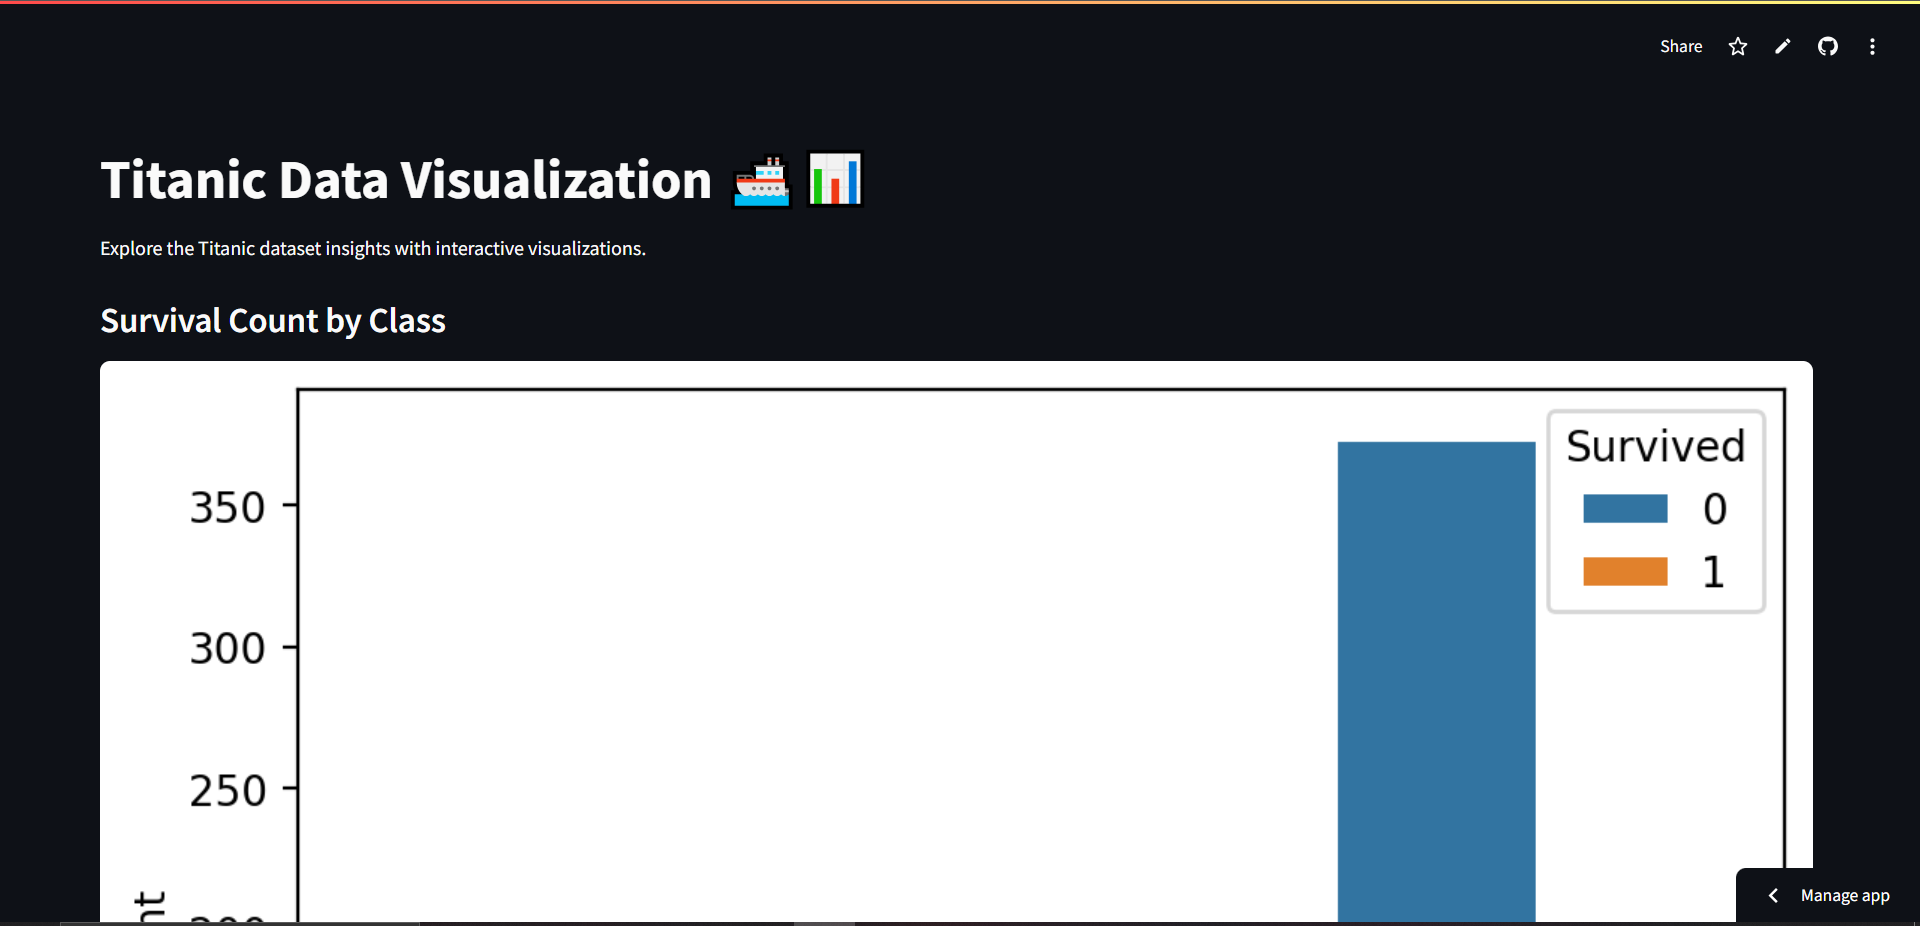 Share
Titanic Data Visualization
Explore the Titanic dataset insights with interactive visualizations.
Survival Count by Class
Survived
0
1
350
300
250
Manage app